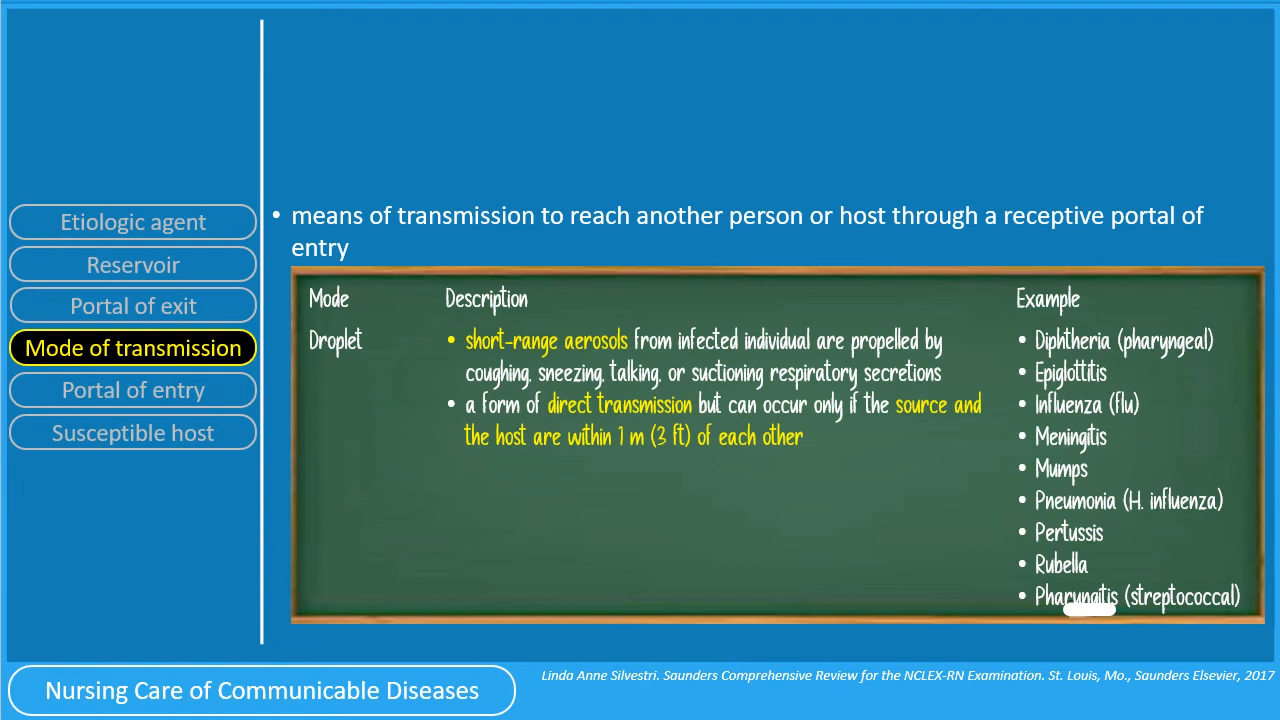 Etiologic agent
Reservoir
Portal of exit
Mode of transmission
Portal of entry
Susceptible host
• means of transmission to reach another person or host through a receptive portal of
entry
Mode
Description
Example
Droplet
• short-range aerosols from infected individual are propelled by
coughing, sneezing, talking, or suctioning respiratory secretions
• a form of direct transmission but can occur only if the source and
the host are within 1 m (3 ft) of each other
• Diphtheria (pharyngeal)
• Epiglottitis
• Influenza (flu)
• Meningitis
• Mumps
• Pneumonia (H. influenza)
• Pertussis
• Rubella
• Pharyngitis (streptococcal)
Nursing Care of Communicable Diseases
Linda Anne Silvestri. Saunders Comprehensive Review for the NCLEX-RN Examination. St. Louis, Mo., Saunders Elsevier, 2017